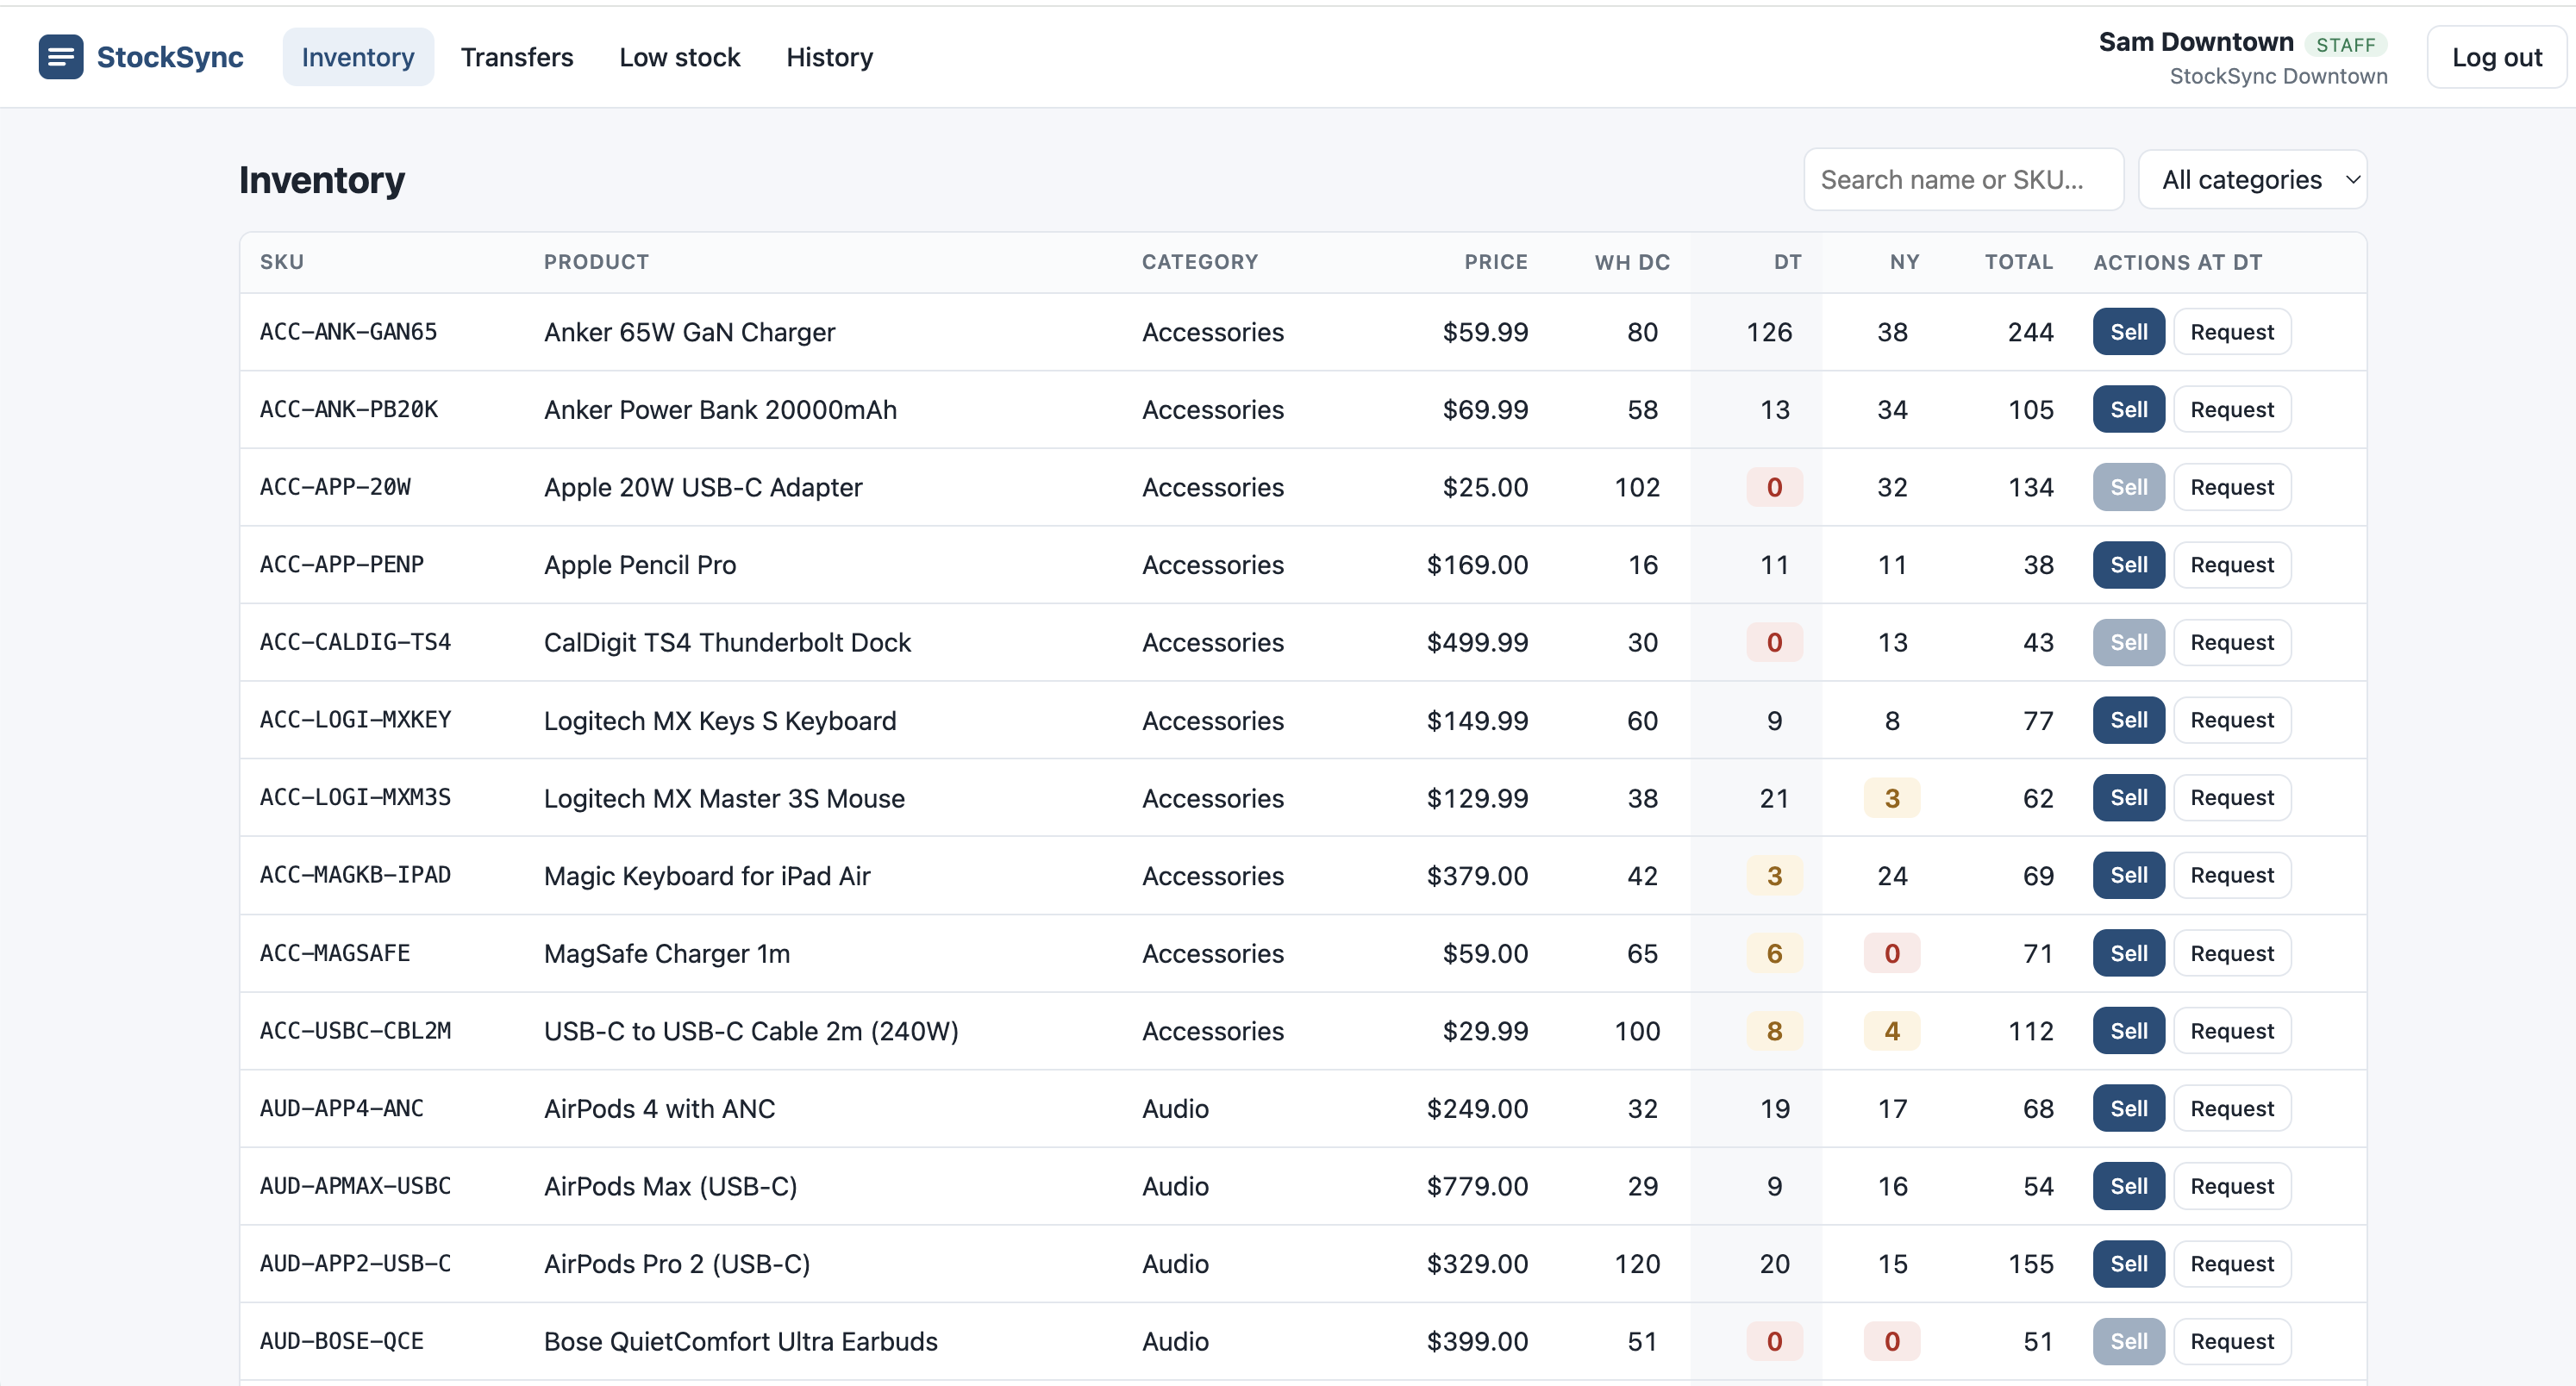 StockSync Inventory Transfers Low stock History Sam Downtown STAFF Log out
StockSync Downtown
Inventory Search name or SKU... All categories
SKU PRODUCT CATEGORY PRICE WH DC DT NY TOTAL ACTIONS AT DT
ACC-ANK-GAN65 Anker 65W GaN Charger Accessories $59.99 80 126 38 244 Sell Request
ACC-ANK-PB20K Anker Power Bank 20000mAh Accessories $69.99 58 13 34 105 Sell Request
ACC-APP-20W Apple 20W USB-C Adapter Accessories $25.00 102 0 32 134 Sell Request
ACC-APP-PENP Apple Pencil Pro Accessories $169.00 16 11 11 38 Sell Request
ACC-CALDIG-TS4 CalDigit TS4 Thunderbolt Dock Accessories $499.99 30 0 13 43 Sell Request
ACC-LOGI-MXKEY Logitech MX Keys S Keyboard Accessories $149.99 60 9 8 77 Sell Request
ACC-LOGI-MXM3S Logitech MX Master 3S Mouse Accessories $129.99 38 21 3 62 Sell Request
ACC-MAGKB-IPAD Magic Keyboard for iPad Air Accessories $379.00 42 3 24 69 Sell Request
ACC-MAGSAFE MagSafe Charger 1m Accessories $59.00 65 6 0 71 Sell Request
ACC-USBC-CBL2M USB-C to USB-C Cable 2m (240W) Accessories $29.99 100 8 4 112 Sell Request
AUD-APP4-ANC AirPods 4 with ANC Audio $249.00 32 19 17 68 Sell Request
AUD-APMAX-USBC AirPods Max (USB-C) Audio $779.00 29 9 16 54 Sell Request
AUD-APP2-USB-C AirPods Pro 2 (USB-C) Audio $329.00 120 20 15 155 Sell Request
AUD-BOSE-QCE Bose QuietComfort Ultra Earbuds Audio $399.00 51 0 0 51 Sell Request